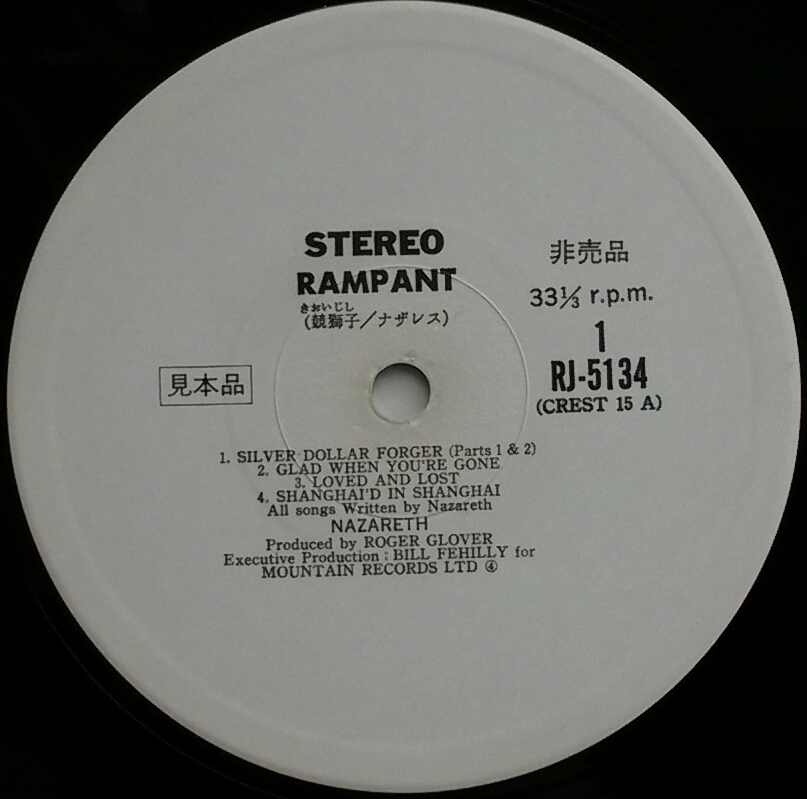 STEREO
RAMPANT
きおいじし
(競獅子/ナザレス)
非売品
33⅓ r.p.m.
1
RJ-5134
(CREST 15 A)
見本品
1. SILVER DOLLAR FORGER (Parts 1 & 2)
2. GLAD WHEN YOU'RE GONE
3. LOVED AND LOST
4. SHANGHAI'D IN SHANGHAI
All songs Written by Nazareth
NAZARETH
Produced by ROGER GLOVER
Executive Production : BILL FEHILLY for
MOUNTAIN RECORDS LTD ④